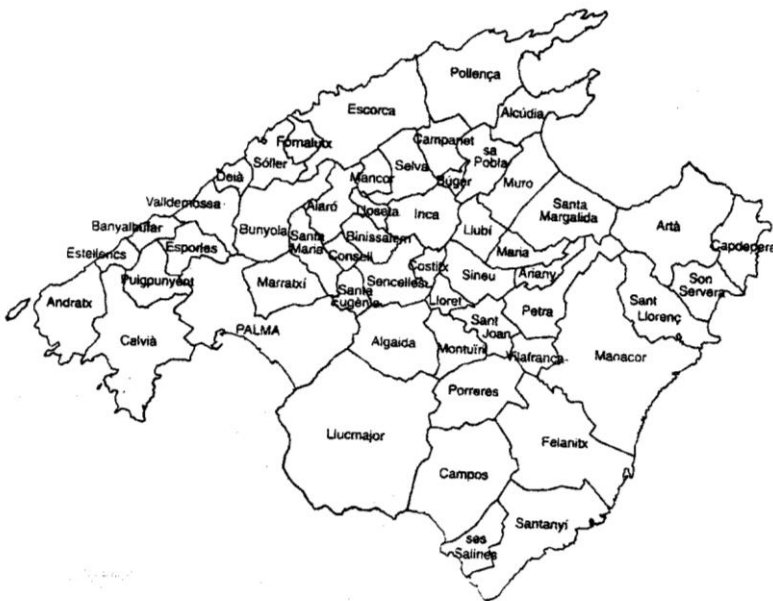 Pollença
Escorca
Alcúdia
Fornalutx
Campanet
sa
Pobla
Sóller
Selva
Deià
Mancor
Búger
Muro
Valldemossa
Alaró
Lloseta
Inca
Santa
Margalida
Banyalbufar
Bunyola
Llubí
Artà
Esporles
Santa
Maria
Binissalem
Maria
Capdepera
Estellencs
Consell
Costitx
Sineu
Ariany
Puigpunyent
Marratxí
Santa
Eugènia
Sencelles
Son
Servera
Andratx
Lloret
Petra
Sant
Llorenç
PALMA
Sant
Joan
Calvià
Algaida
Montuïri
Vilafranca
Manacor
Porreres
Llucmajor
Felanitx
Campos
Santanyí
ses
Salines